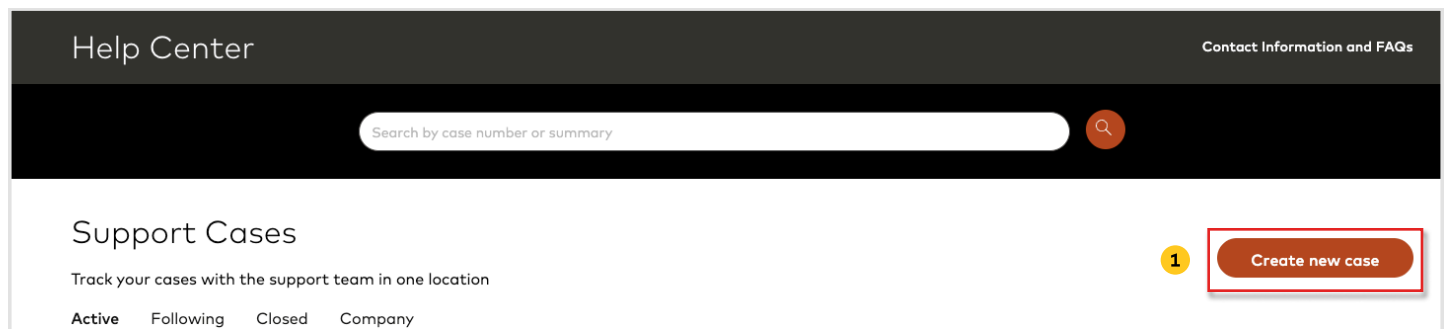 Help Center
Contact Information and FAQs
Search by case number or summary
Support Cases
1
Create new case
Track your cases with the support team in one location
Active Following Closed Company